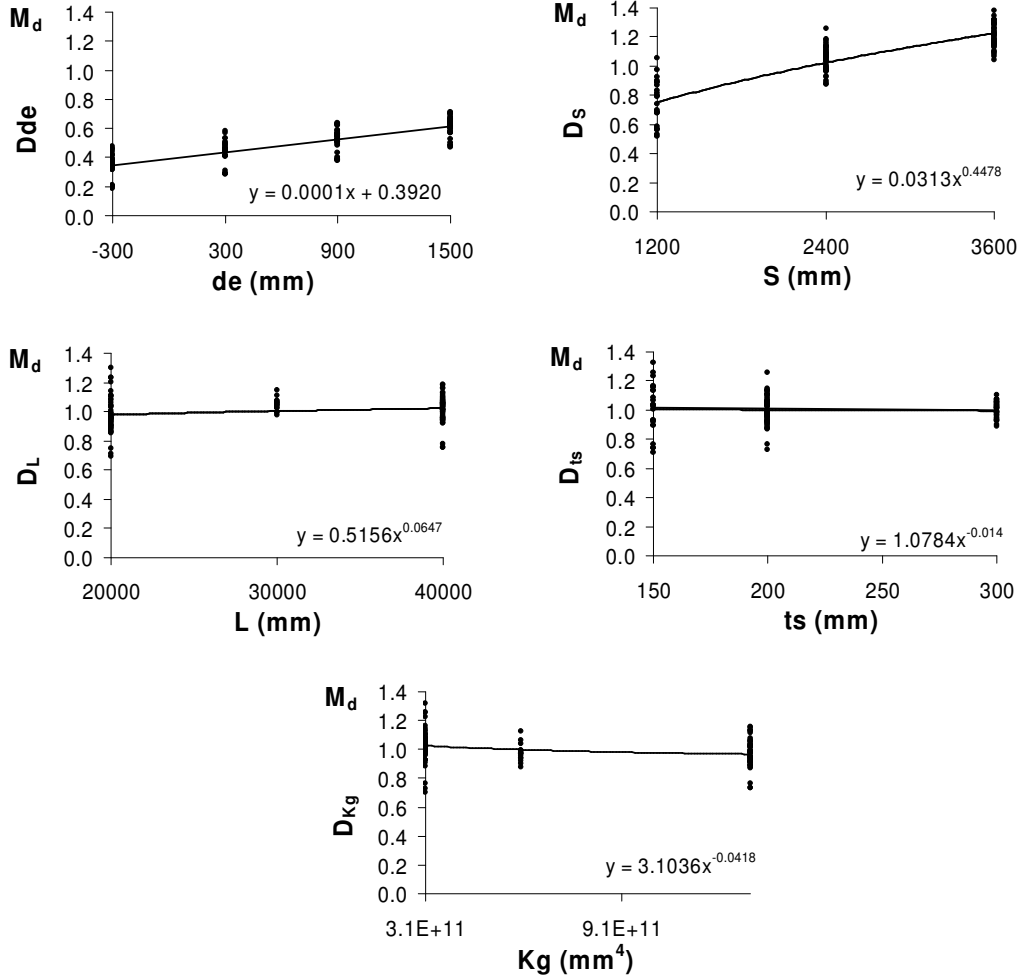 M_d
1.4
1.2
1.0
0.8
0.6
0.4
0.2
0.0
Dde
y = 0.0001x + 0.3920
-300 300 900 1500
de (mm)
M_d
1.4
1.2
1.0
0.8
0.6
0.4
0.2
0.0
D_S
y = 0.0313x^0.4478
1200 2400 3600
S (mm)
M_d
1.4
1.2
1.0
0.8
0.6
0.4
0.2
0.0
D_L
y = 0.5156x^0.0647
20000 30000 40000
L (mm)
M_d
1.4
1.2
1.0
0.8
0.6
0.4
0.2
0.0
D_ts
y = 1.0784x^-0.014
150 200 250 300
ts (mm)
M_d
1.4
1.2
1.0
0.8
0.6
0.4
0.2
0.0
D_Kg
y = 3.1036x^-0.0418
3.1E+11 9.1E+11
Kg (mm^4)